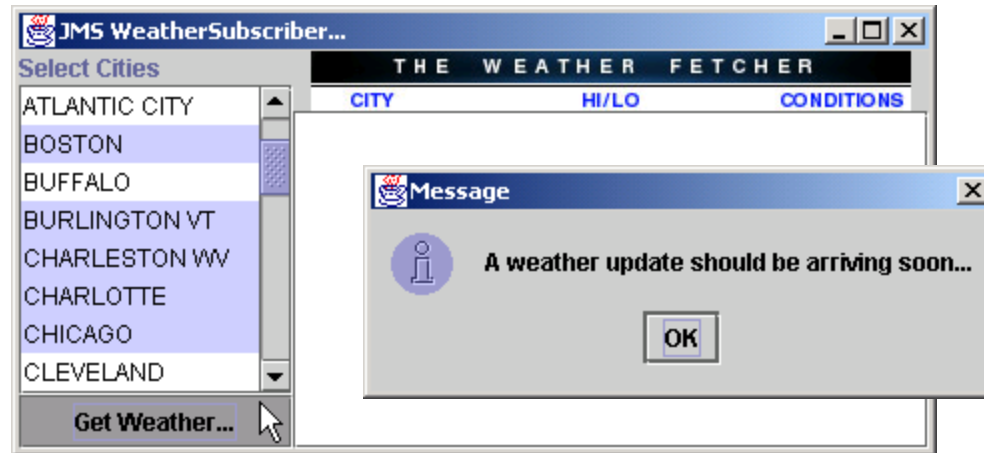 JMS WeatherSubscriber...
Select Cities
THE WEATHER FETCHER
CITY HI/LO CONDITIONS
ATLANTIC CITY
BOSTON
BUFFALO
BURLINGTON VT
CHARLESTON WV
CHARLOTTE
CHICAGO
CLEVELAND
Get Weather...
Message
A weather update should be arriving soon...
OK